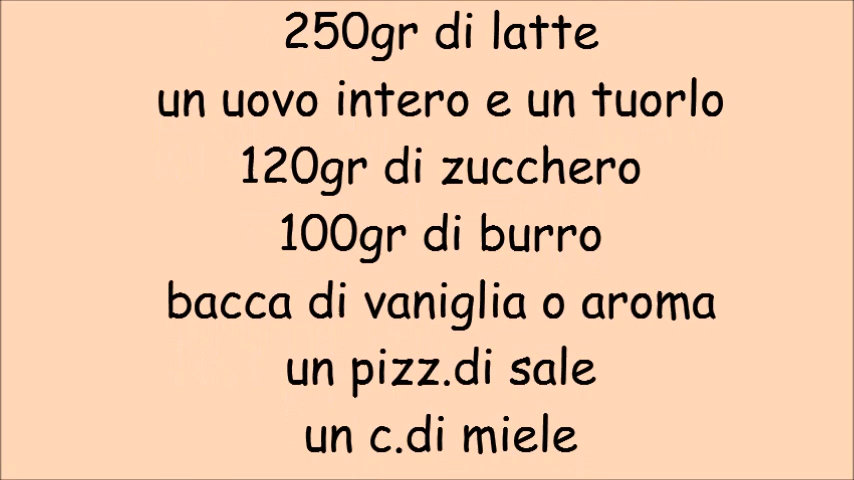 250gr di latte
un uovo intero e un tuorlo
120gr di zucchero
100gr di burro
bacca di vaniglia o aroma
un pizz.di sale
un c.di miele